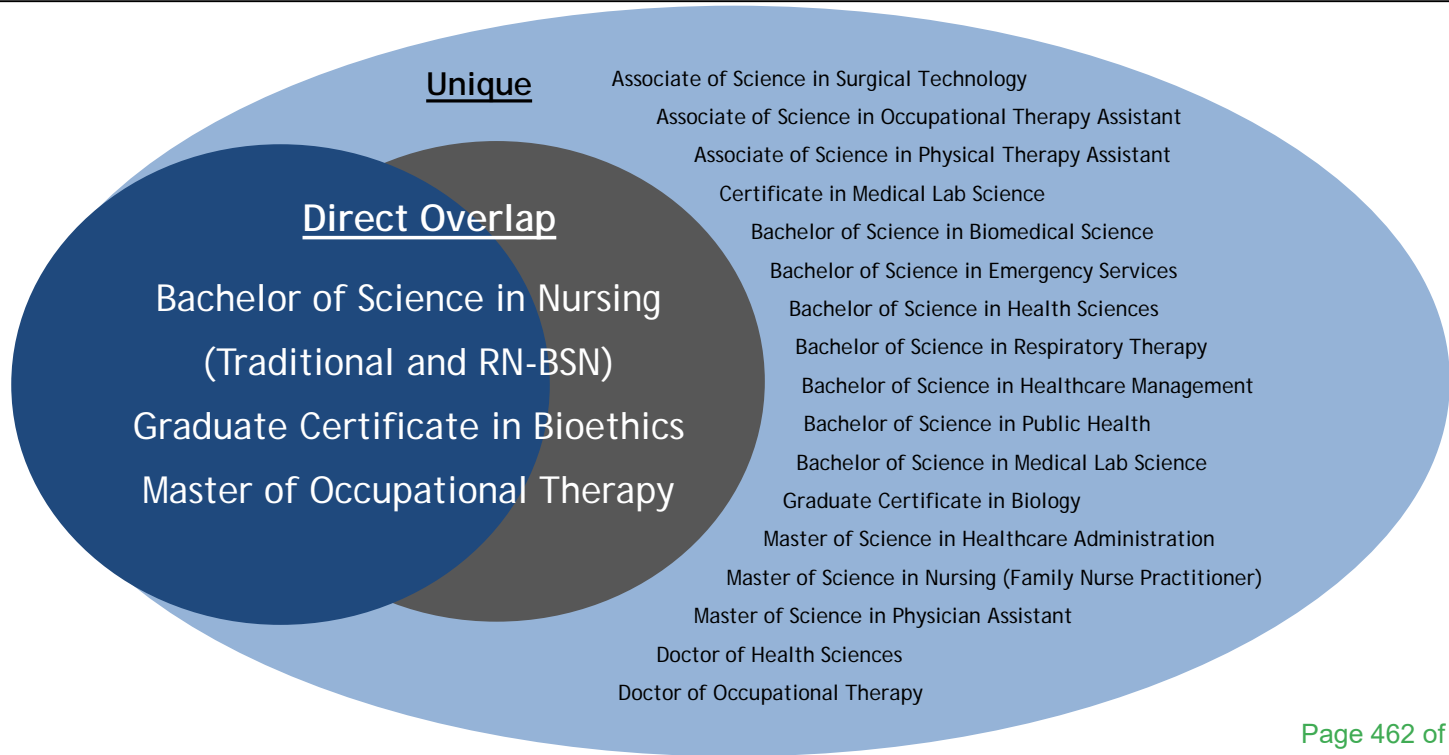 Unique
Associate of Science in Surgical Technology
Associate of Science in Occupational Therapy Assistant
Associate of Science in Physical Therapy Assistant
Certificate in Medical Lab Science
Bachelor of Science in Biomedical Science
Bachelor of Science in Emergency Services
Bachelor of Science in Health Sciences
Bachelor of Science in Respiratory Therapy
Bachelor of Science in Healthcare Management
Bachelor of Science in Public Health
Bachelor of Science in Medical Lab Science
Graduate Certificate in Biology
Master of Science in Healthcare Administration
Master of Science in Nursing (Family Nurse Practitioner)
Master of Science in Physician Assistant
Doctor of Health Sciences
Doctor of Occupational Therapy
Direct Overlap
Bachelor of Science in Nursing
(Traditional and RN-BSN)
Graduate Certificate in Bioethics
Master of Occupational Therapy
Page 462 of